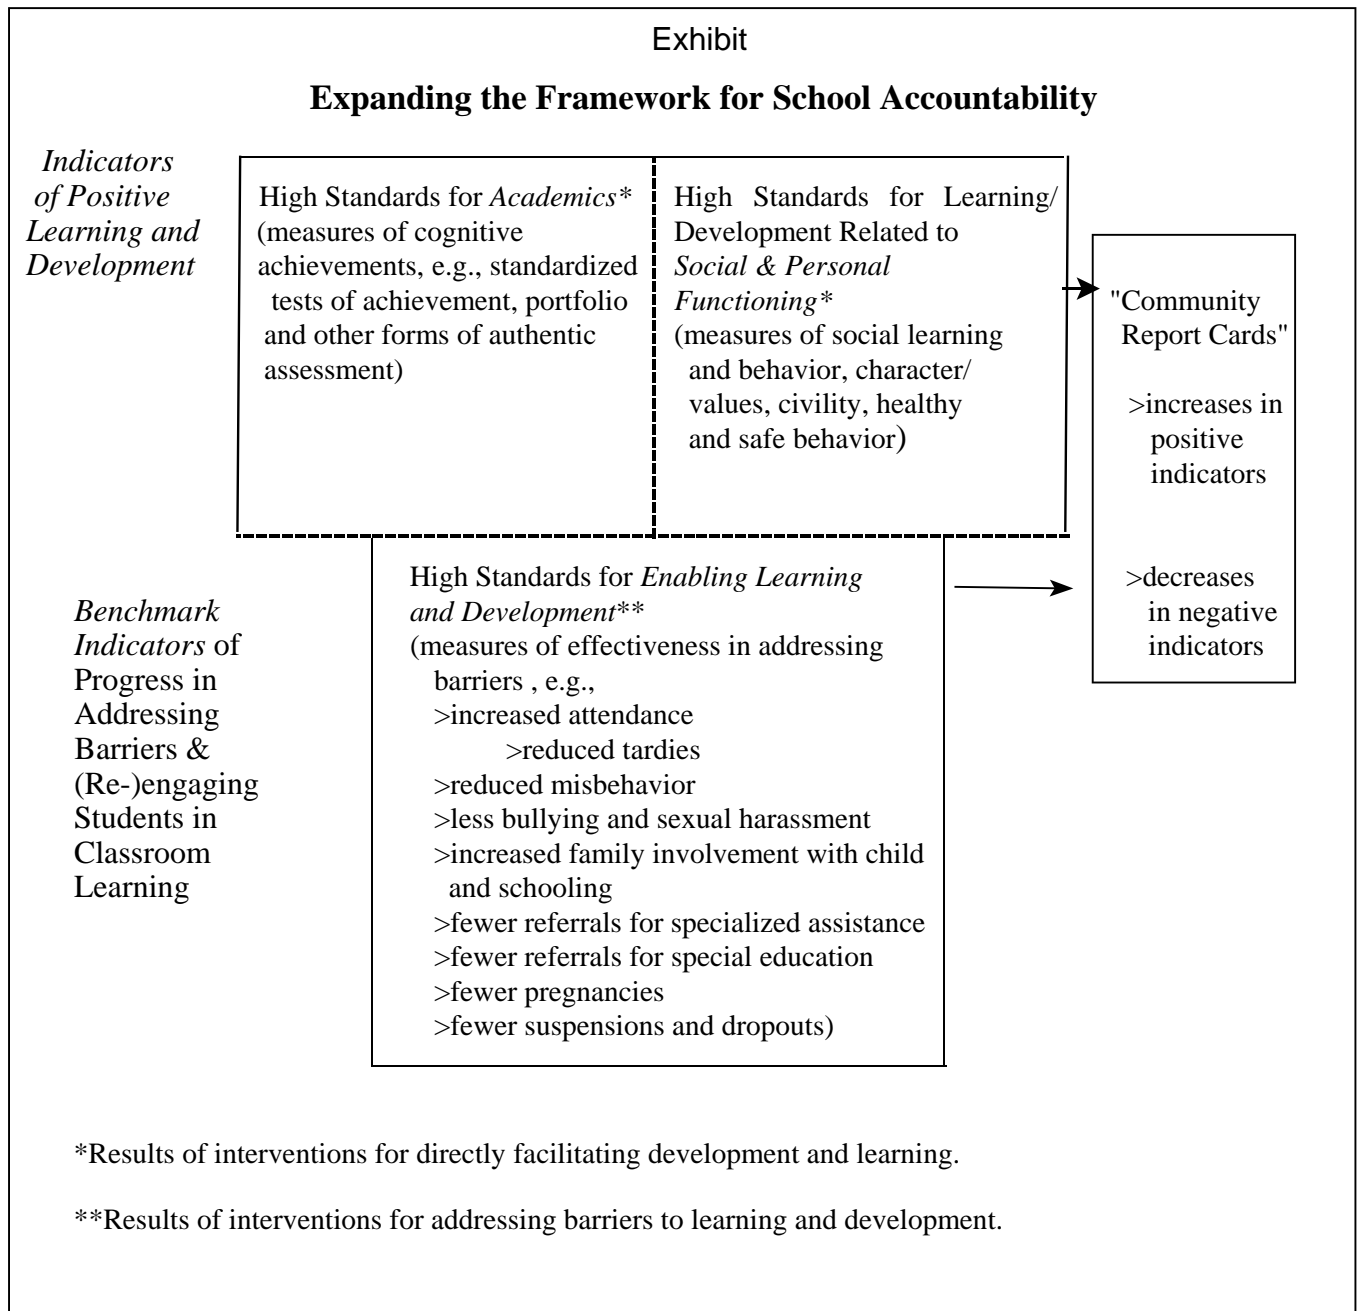 Exhibit
Expanding the Framework for School Accountability
Indicators
of Positive
Learning and
Development
High Standards for Academics*
(measures of cognitive
achievements, e.g., standardized
tests of achievement, portfolio
and other forms of authentic
assessment)
High Standards for Learning/
Development Related to
Social & Personal
Functioning*
(measures of social learning
and behavior, character/
values, civility, healthy
and safe behavior)
"Community
Report Cards"
>increases in
positive
indicators
>decreases
in negative
indicators
Benchmark
Indicators of
Progress in
Addressing
Barriers &
(Re-)engaging
Students in
Classroom
Learning
High Standards for Enabling Learning
and Development**
(measures of effectiveness in addressing
barriers , e.g.,
>increased attendance
>reduced tardies
>reduced misbehavior
>less bullying and sexual harassment
>increased family involvement with child
and schooling
>fewer referrals for specialized assistance
>fewer referrals for special education
>fewer pregnancies
>fewer suspensions and dropouts)
*Results of interventions for directly facilitating development and learning.
**Results of interventions for addressing barriers to learning and development.